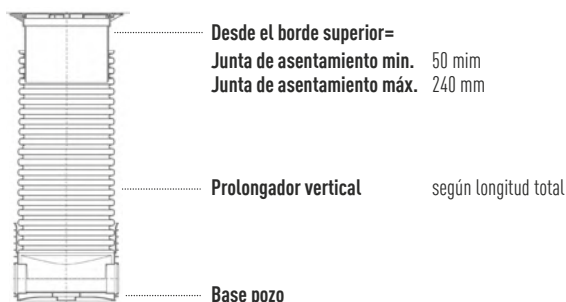 Desde el borde superior=
Junta de asentamiento min. 50 mim
Junta de asentamiento máx. 240 mm
Prolongador vertical según longitud total
Base pozo